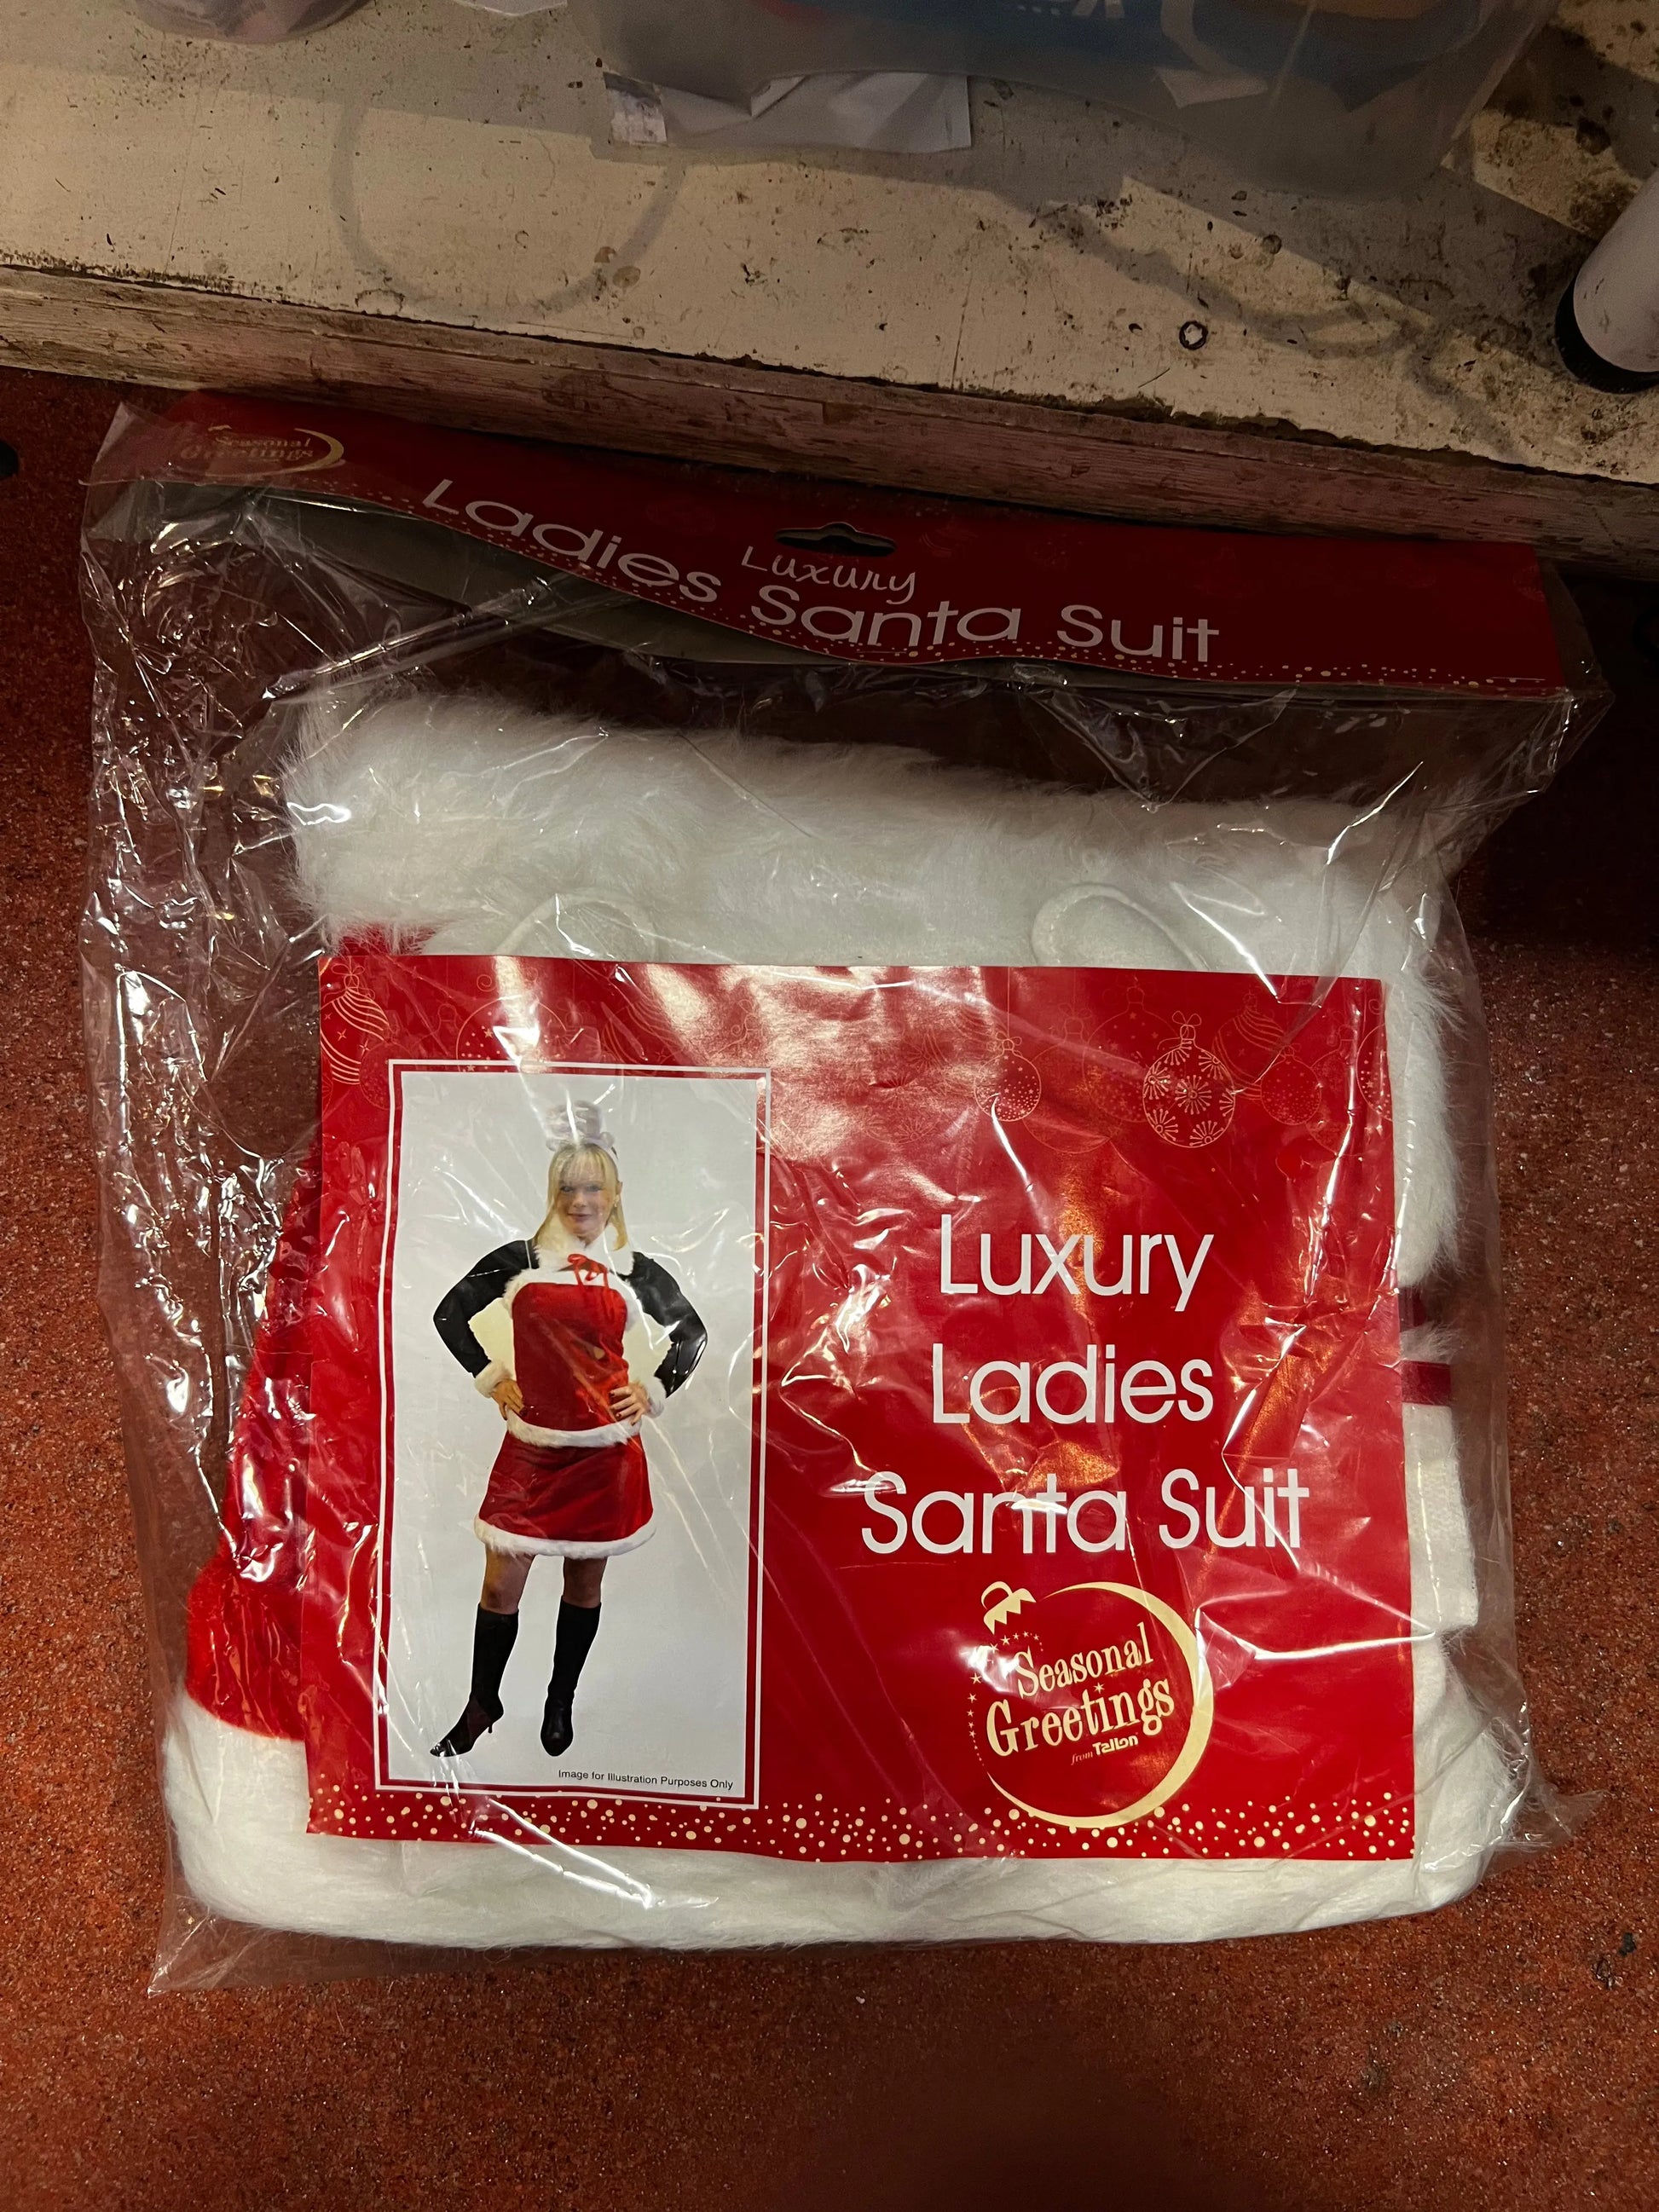 Seasonal
Greetings
Luxury
Ladies Santa Suit
Luxury
Ladies
Santa Suit
Seasonal
Greetings
from Tallon
Image for Illustration Purposes Only